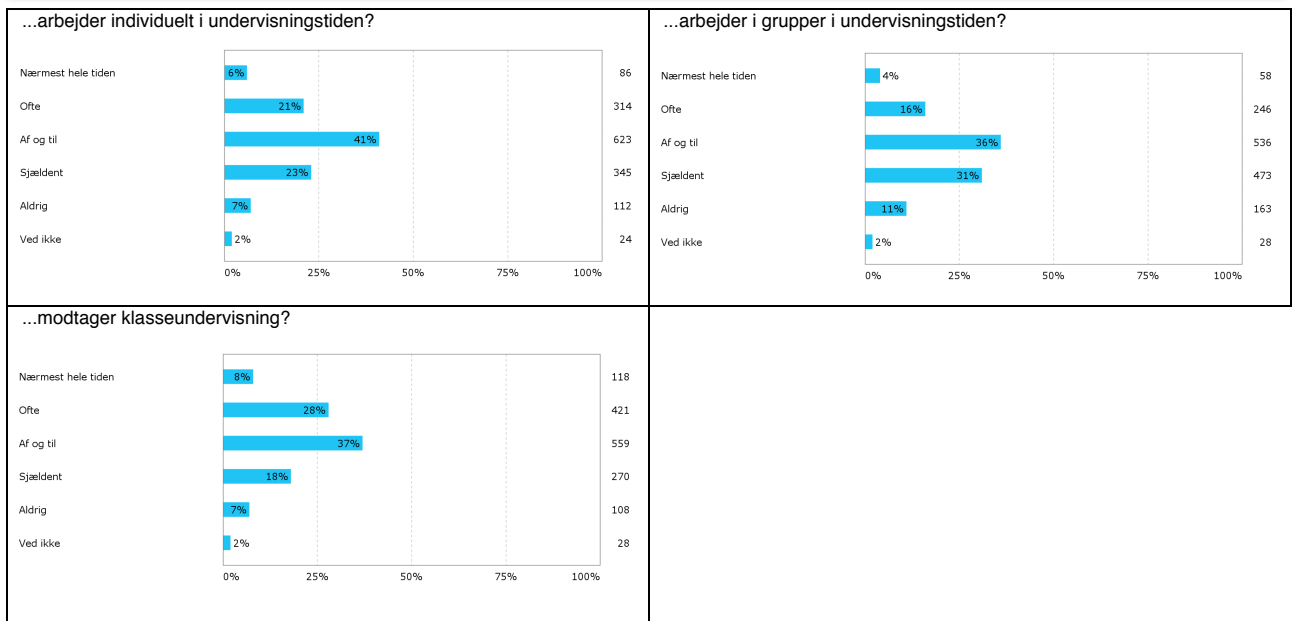 ...arbejder individuelt i undervisningstiden?
Nærmest hele tiden 6% 86
Ofte 21% 314
Af og til 41% 623
Sjældent 23% 345
Aldrig 7% 112
Ved ikke 2% 24
0% 25% 50% 75% 100%
...arbejder i grupper i undervisningstiden?
Nærmest hele tiden 4% 58
Ofte 16% 246
Af og til 36% 536
Sjældent 31% 473
Aldrig 11% 163
Ved ikke 2% 28
0% 25% 50% 75% 100%
...modtager klasseundervisning?
Nærmest hele tiden 8% 118
Ofte 28% 421
Af og til 37% 559
Sjældent 18% 270
Aldrig 7% 108
Ved ikke 2% 28
0% 25% 50% 75% 100%